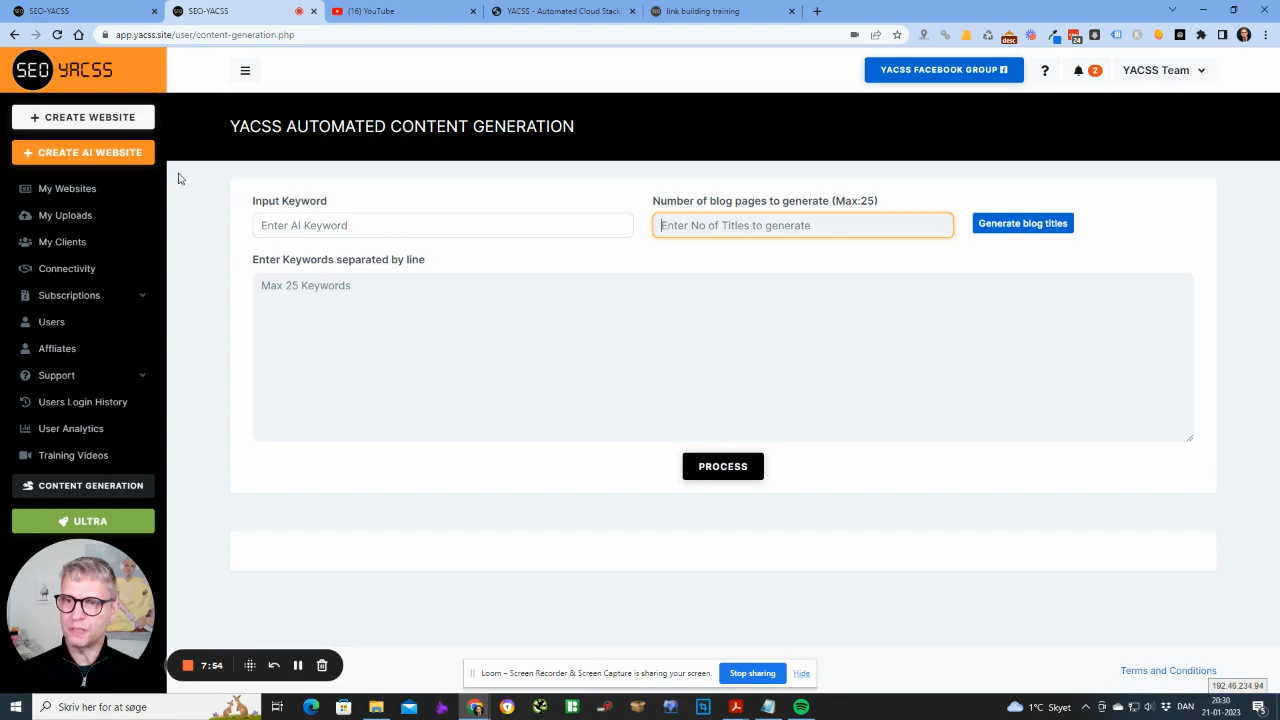 SEO-YACSS
SEO-YACSS
(16) YouTube
YACSS - Automated Cloud Stack
link building training
app.yacss.site/user/content-generation.php
desc
24
SEO YACSS
YACSS FACEBOOK GROUP
?
2
YACSS Team
CREATE WEBSITE
YACSS AUTOMATED CONTENT GENERATION
CREATE AI WEBSITE
My Websites
My Uploads
My Clients
Connectivity
Subscriptions
Users
Affliates
Support
Users Login History
User Analytics
Training Videos
CONTENT GENERATION
ULTRA
Input Keyword
Number of blog pages to generate (Max:25)
Enter AI Keyword
Enter No of Titles to generate
Generate blog titles
Enter Keywords separated by line
Max 25 Keywords
PROCESS
7:54
Loom – Screen Recorder & Screen Capture is sharing your screen.
Stop sharing
Hide
Terms and Conditions
192.46.234.94
Skriv her for at søge
1°C Skyet
DAN
20:30
21-01-2023